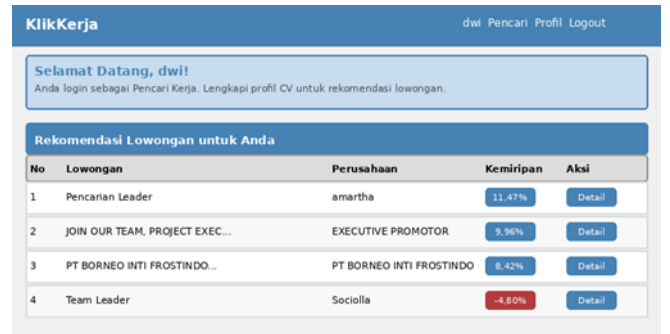 KlikKerja dwi Pencari Profil Logout
Selamat Datang, dwi!
Anda login sebagai Pencari Kerja. Lengkapi profil CV untuk rekomendasi lowongan.
Rekomendasi Lowongan untuk Anda
No Lowongan Perusahaan Kemiripan Aksi
1 Pencarian Leader amartha 11,47% Detail
2 JOIN OUR TEAM, PROJECT EXEC... EXECUTIVE PROMOTOR 9,96% Detail
3 PT BORNEO INTI FROSTINDO... PT BORNEO INTI FROSTINDO 8,42% Detail
4 Team Leader Sociolla -4,80% Detail